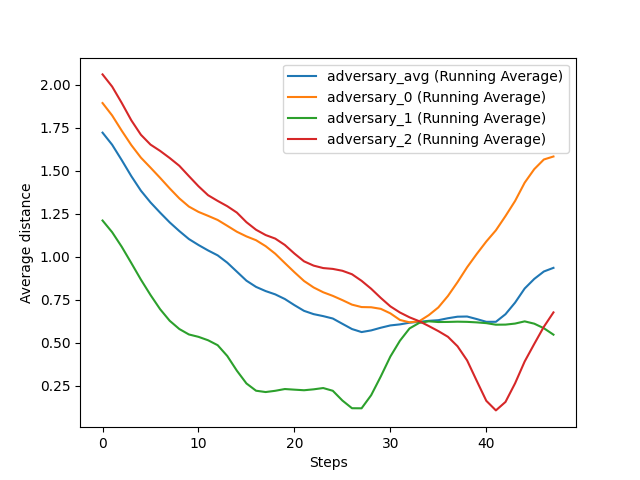 adversary_avg (Running Average)
adversary_0 (Running Average)
adversary_1 (Running Average)
adversary_2 (Running Average)
2.00
1.75
1.50
1.25
1.00
0.75
0.50
0.25
Average distance
0 10 20 30 40
Steps